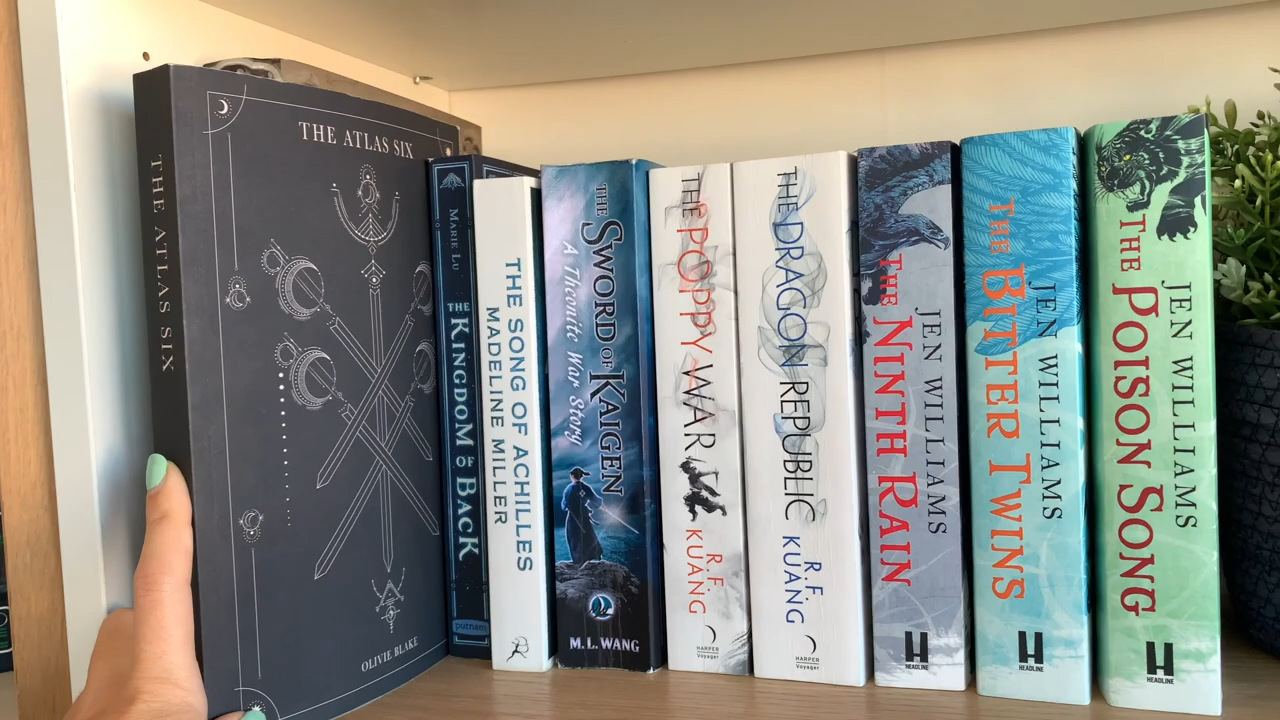 THE ATLAS SIX
THE ATLAS SIX
OLIVIE BLAKE
MARIE LU
THE KINGDOM OF BACK
putnam
THE SONG OF ACHILLES
MADELINE MILLER
THE SWORD OF KAIGEN
A Theonite War Story
M. L. WANG
THE POPPY WAR
R.F. KUANG
HARPER
Voyager
THE DRAGON REPUBLIC
R.F. KUANG
HARPER
Voyager
JEN WILLIAMS
THE NINTH RAIN
H
HEADLINE
JEN WILLIAMS
THE BITTER TWINS
H
HEADLINE
JEN WILLIAMS
THE POISON SONG
H
HEADLINE